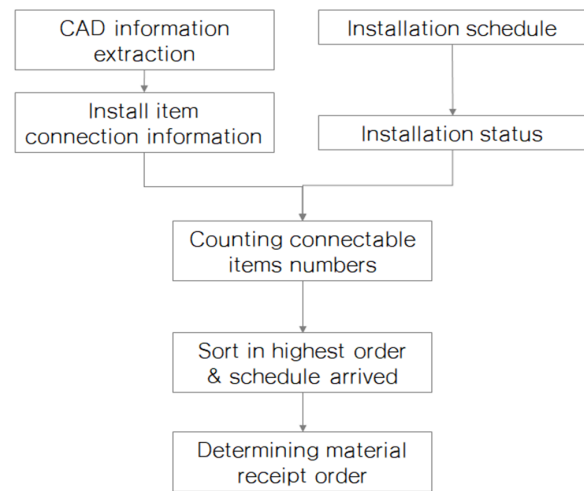 CAD information
extraction
Installation schedule
Install item
connection information
Installation status
Counting connectable
items numbers
Sort in highest order
& schedule arrived
Determining material
receipt order